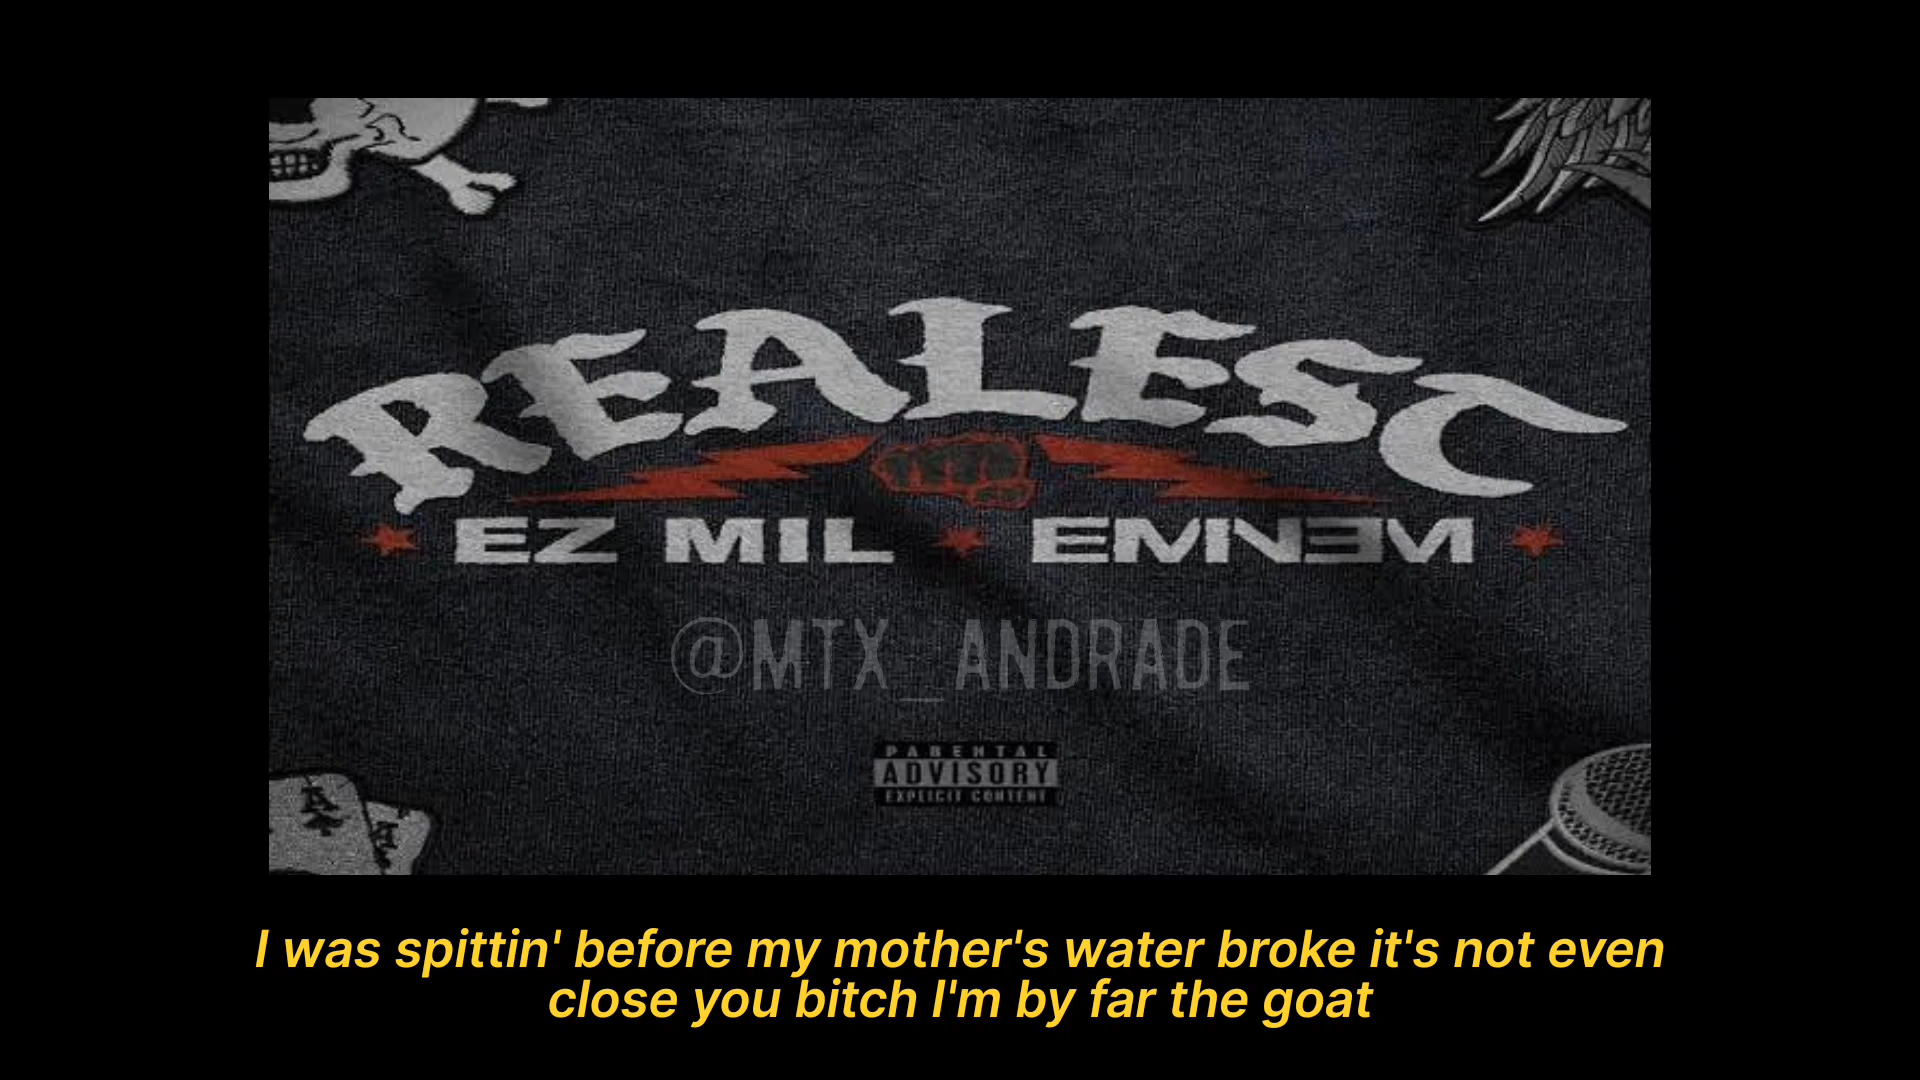 REALEST
EZ MIL ★ EMINƎM
@MTX_ANDRADE
PARENTAL
ADVISORY
EXPLICIT CONTENT
A
A
I was spittin' before my mother's water broke it's not even
close you bitch I'm by far the goat